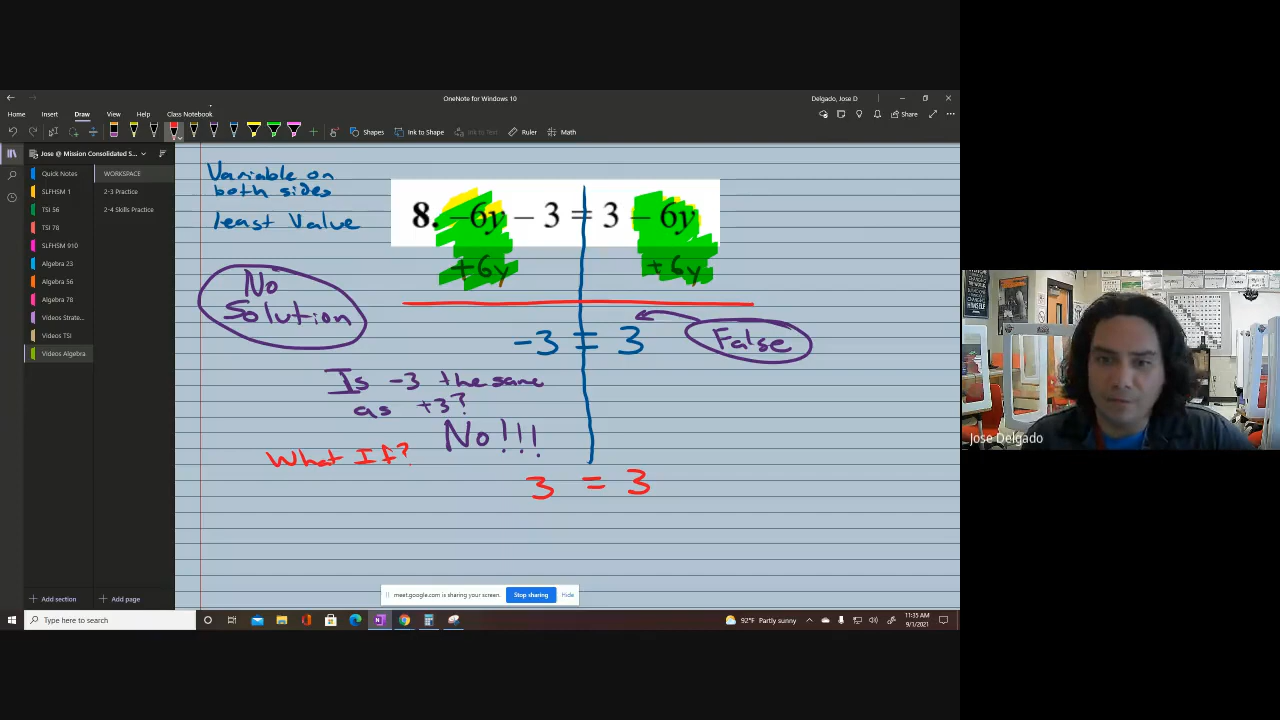 OneNote for Windows 10
Delgado, Jose D
Home Insert Draw View Help Class Notebook
Share
Shapes Ink to Shape Ink to Text Ruler Math
Jose @ Mission Consolidated S...
Quick Notes
SLFHSM 1
TSI 56
TSI 78
SLFHSM 910
Algebra 23
Algebra 56
Algebra 78
Videos Strate...
Videos TSI
Videos Algebra
WORKSPACE
2-3 Practice
2-4 Skills Practice
Add section
Add page
Variable on
both sides
least Value
8. −6y − 3 = 3 − 6y
+6y +6y
No
Solution
-3 = 3
False
Is -3 the same
as +3?
No!!!
What If?
3 = 3
meet.google.com is sharing your screen. Stop sharing Hide
Type here to search
92°F Partly sunny
11:35 AM
9/1/2021
Jose Delgado